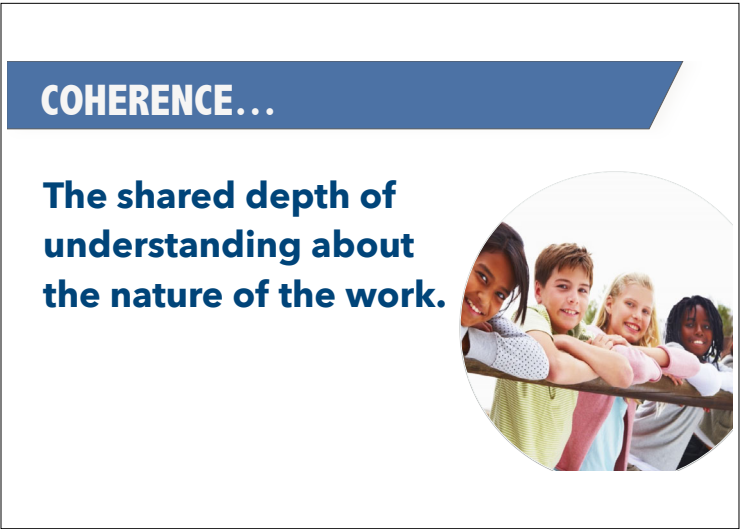 COHERENCE…
The shared depth of
understanding about
the nature of the work.